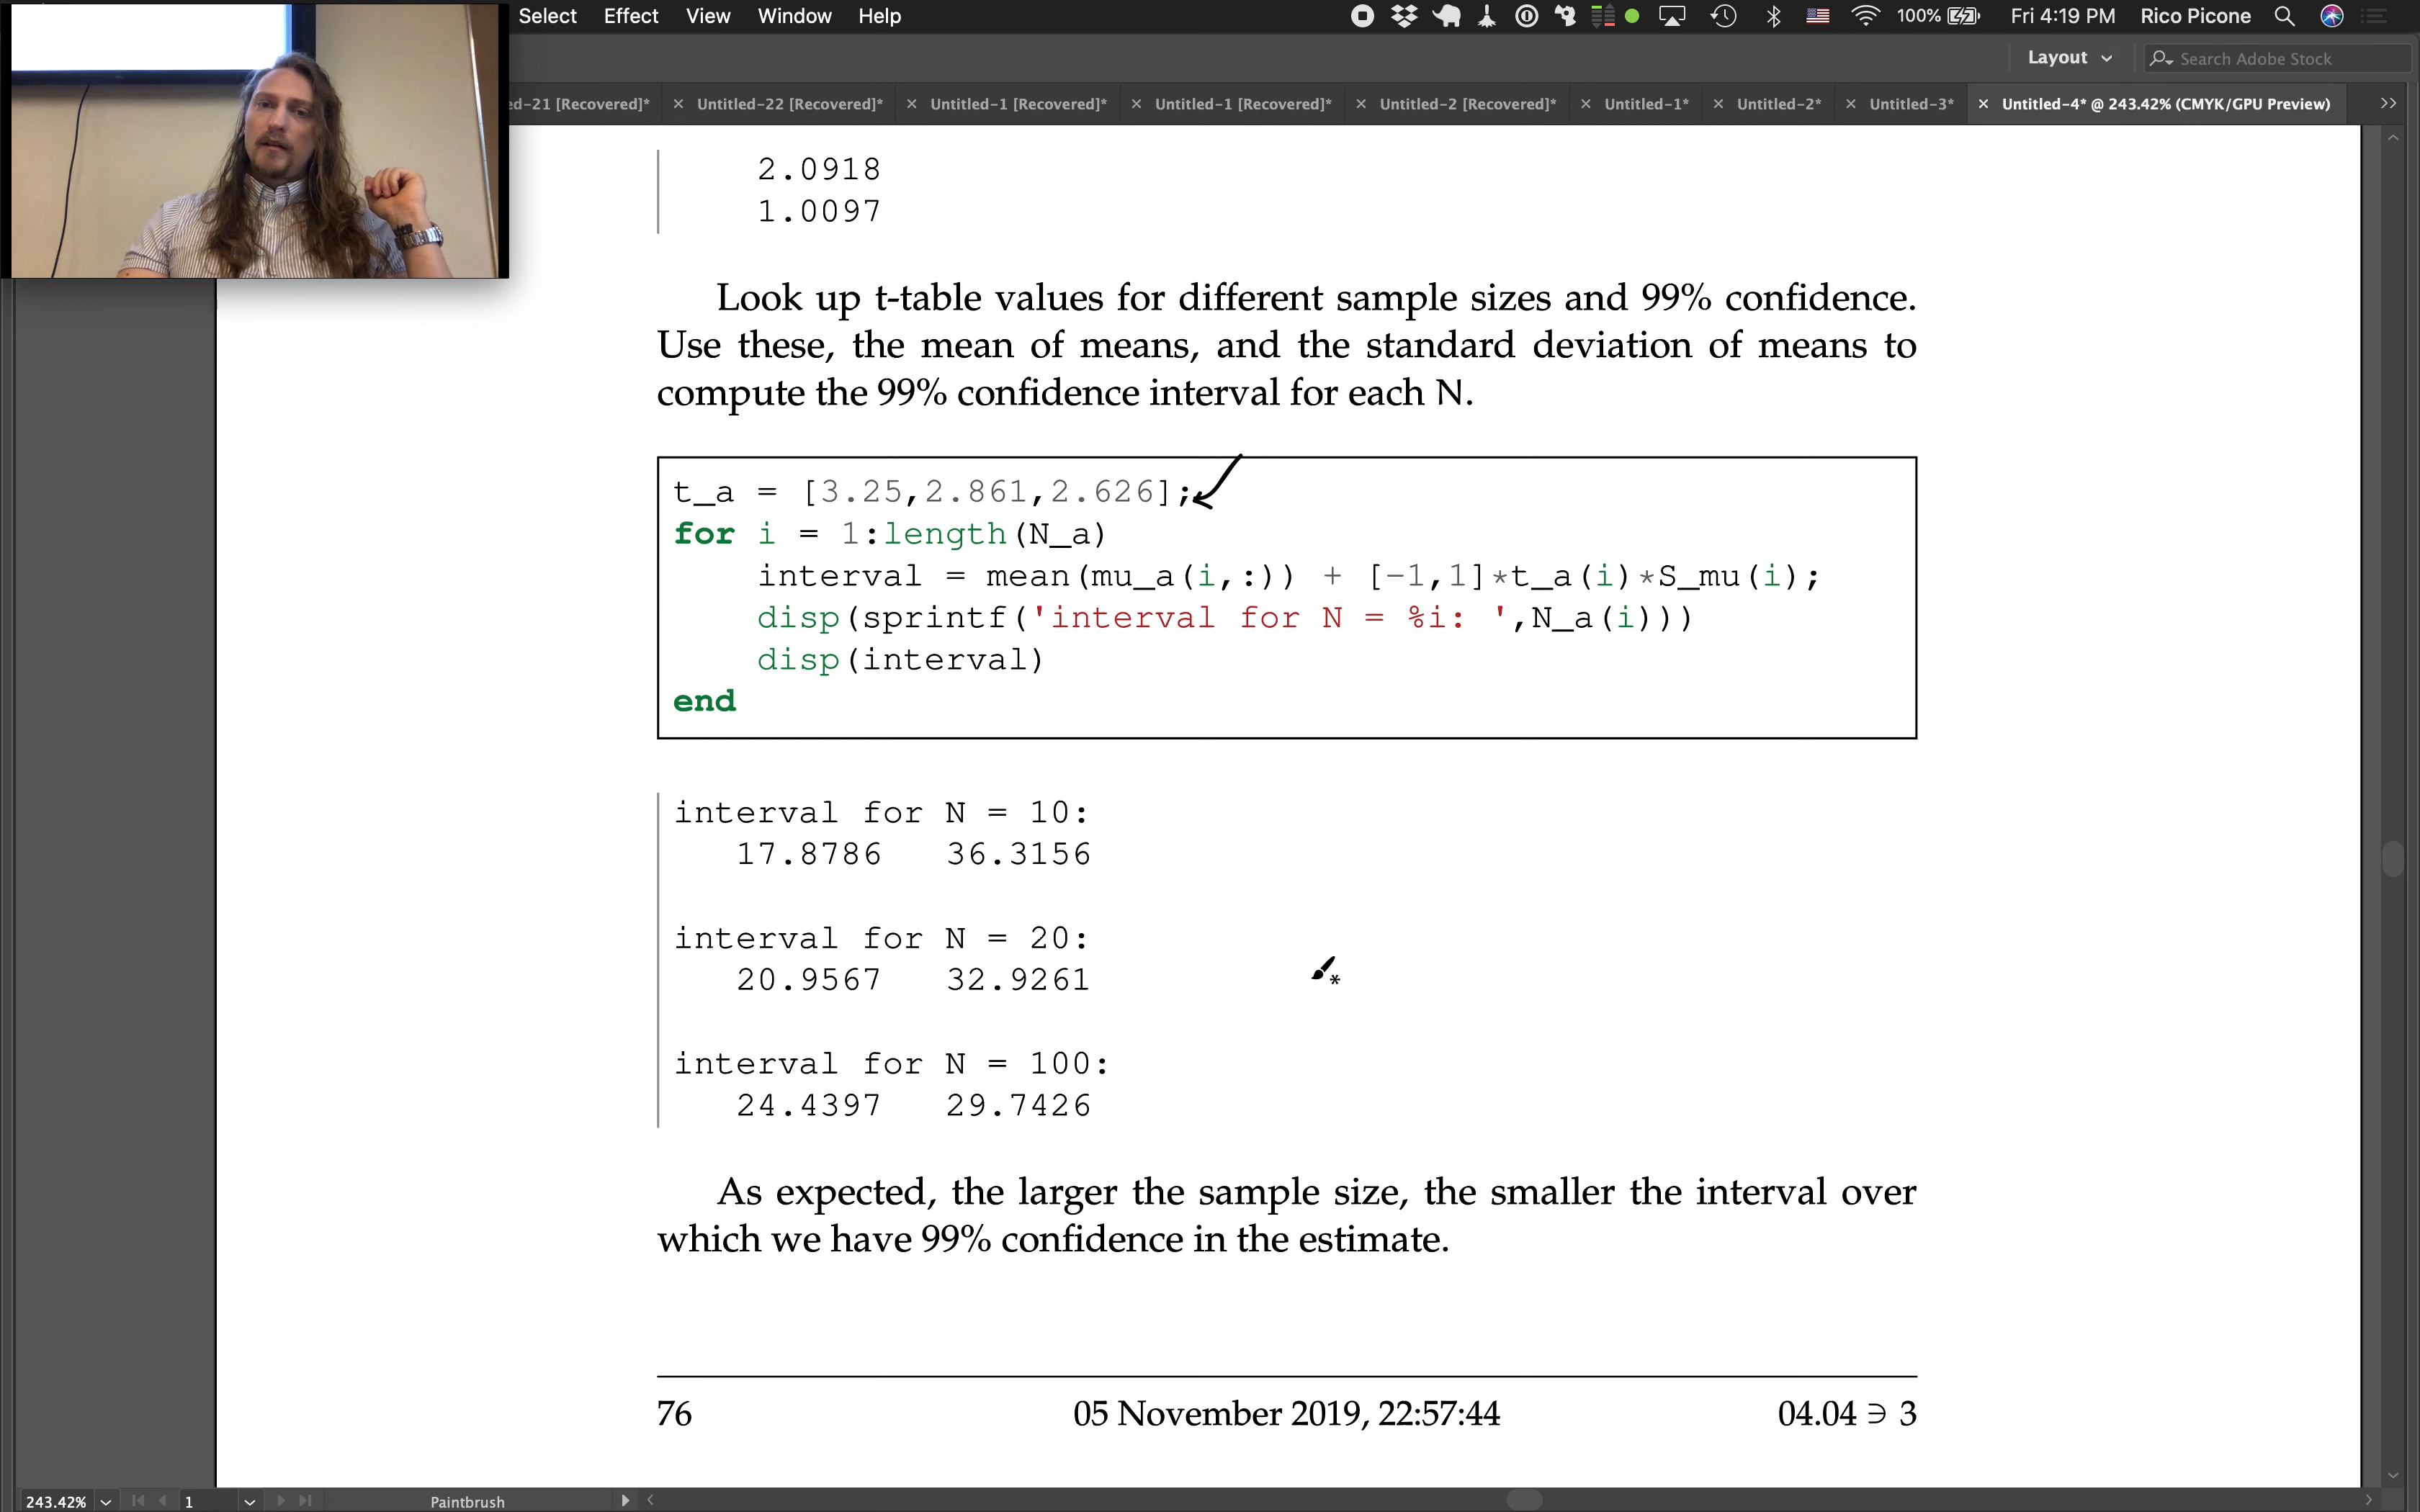 Select Effect View Window Help 100% Fri 4:19 PM Rico Picone
Layout Search Adobe Stock
ed-21 [Recovered]* × Untitled-22 [Recovered]* × Untitled-1 [Recovered]* × Untitled-1 [Recovered]* × Untitled-2 [Recovered]* × Untitled-1* × Untitled-2* × Untitled-3* × Untitled-4* @ 243.42% (CMYK/GPU Preview) >>
2.0918
1.0097
Look up t-table values for different sample sizes and 99% confidence.
Use these, the mean of means, and the standard deviation of means to
compute the 99% confidence interval for each N.
t_a = [3.25,2.861,2.626];
for i = 1:length(N_a)
interval = mean(mu_a(i,:)) + [-1,1]*t_a(i)*S_mu(i);
disp(sprintf('interval for N = %i: ',N_a(i)))
disp(interval)
end
interval for N = 10:
17.8786 36.3156
interval for N = 20:
20.9567 32.9261
interval for N = 100:
24.4397 29.7426
As expected, the larger the sample size, the smaller the interval over
which we have 99% confidence in the estimate.
76 05 November 2019, 22:57:44 04.04 ∋ 3
243.42% 1 Paintbrush